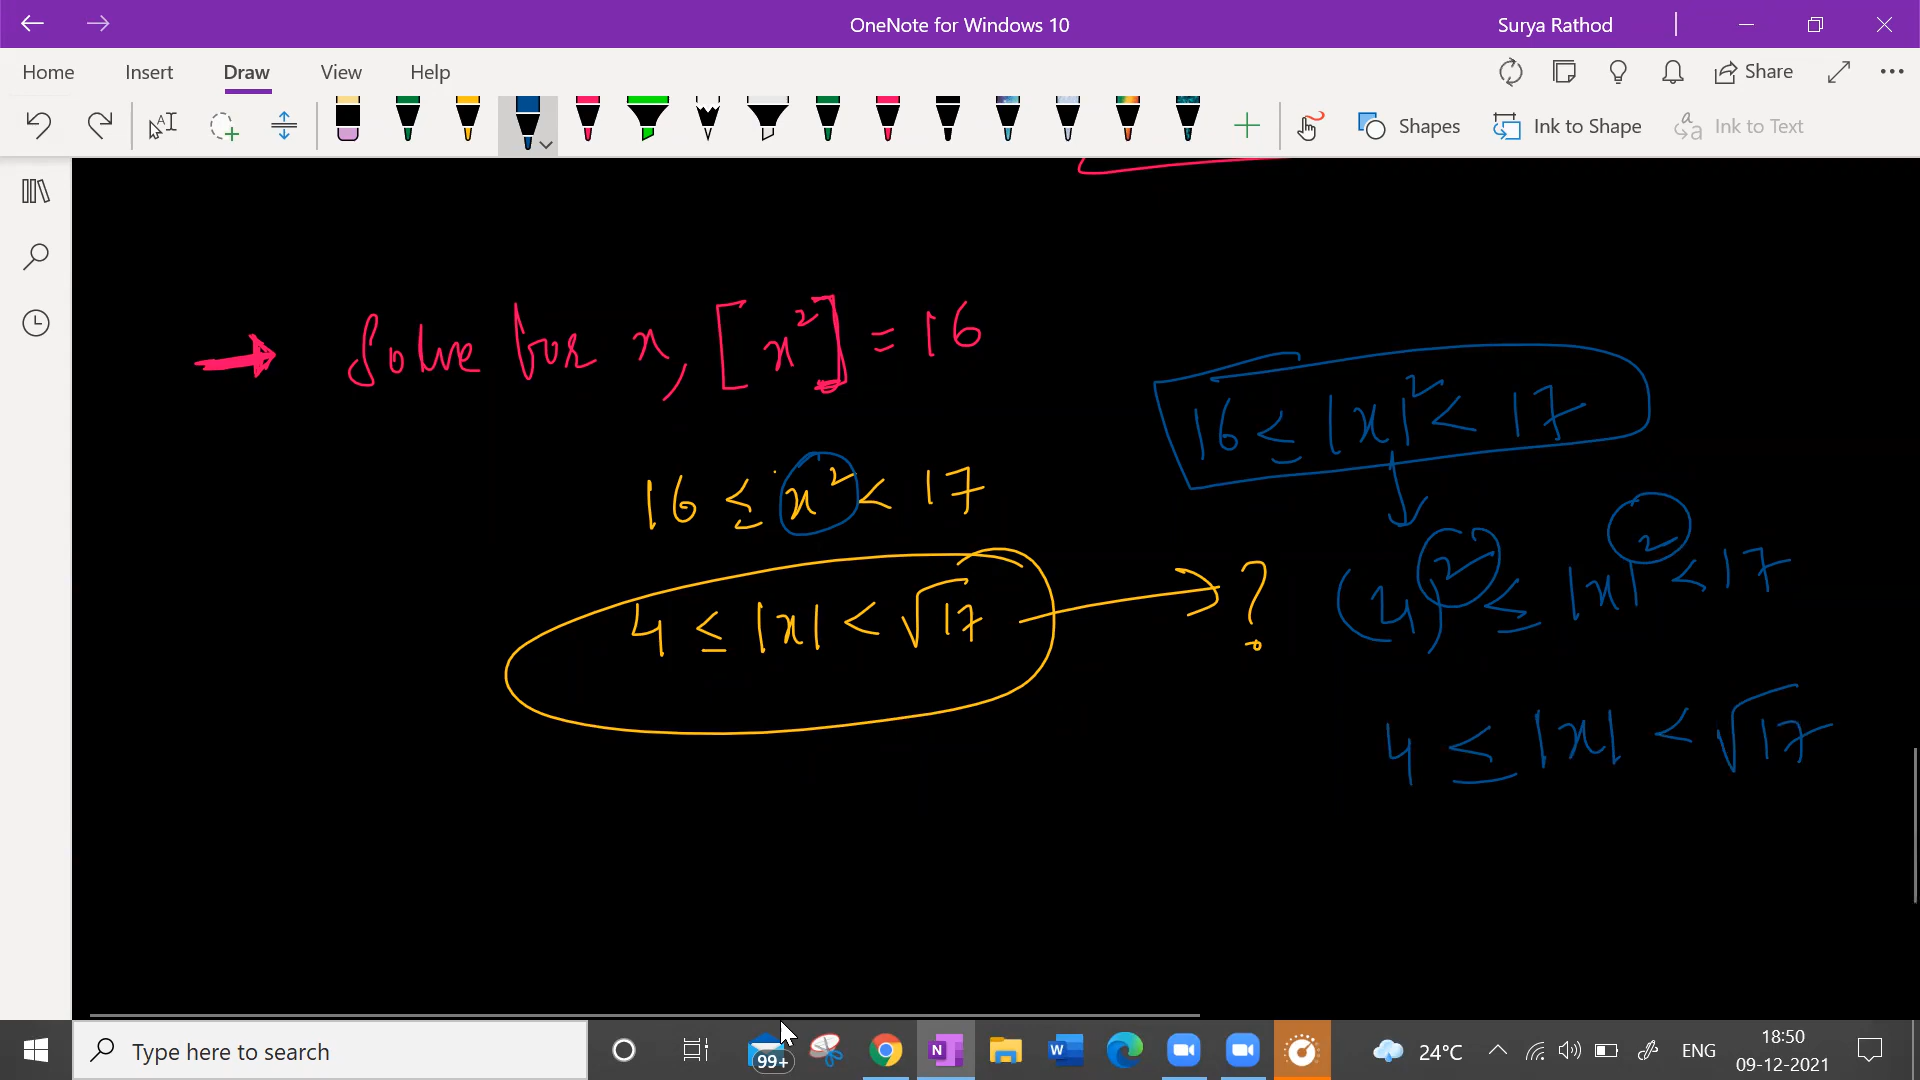 OneNote for Windows 10
Surya Rathod
Home Insert Draw View Help
Share
Shapes Ink to Shape Ink to Text
Solve for x, [x²] = 16
16 ≤ x² < 17
4 ≤ |x| < √17
?
16 ≤ |x|² < 17
(4)² ≤ |x|² < 17
4 ≤ |x| < √17
Type here to search
99+
24°C
ENG
18:50
09-12-2021